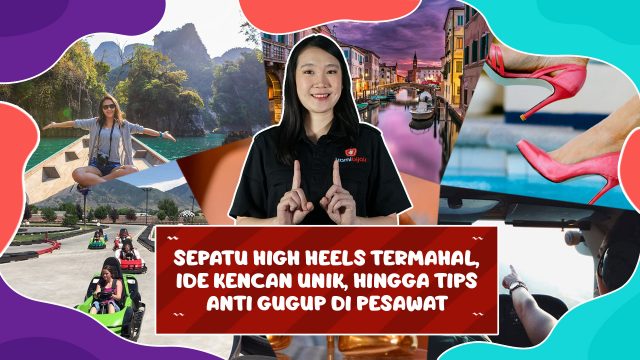 SEPATU HIGH HEELS TERMAHAL,
IDE KENCAN UNIK, HINGGA TIPS
ANTI GUGUP DI PESAWAT